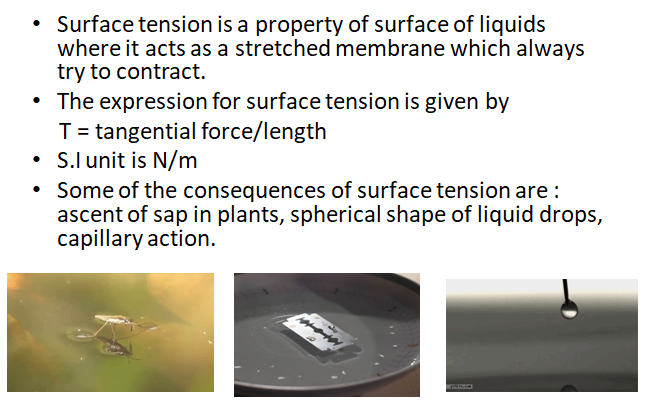 • Surface tension is a property of surface of liquids
where it acts as a stretched membrane which always
try to contract.
• The expression for surface tension is given by
T = tangential force/length
• S.I unit is N/m
• Some of the consequences of surface tension are :
ascent of sap in plants, spherical shape of liquid drops,
capillary action.